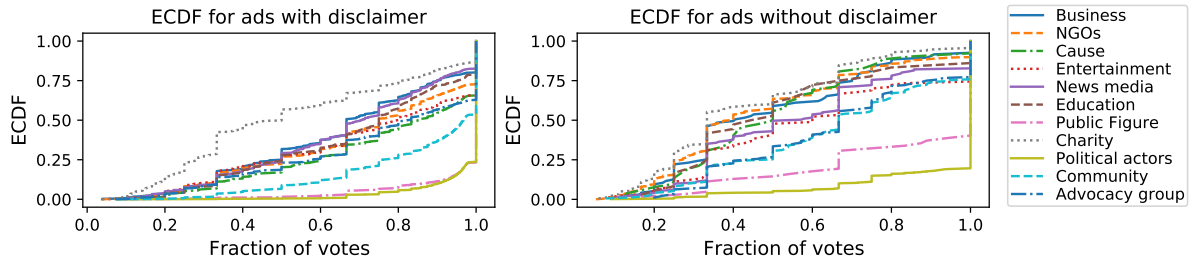 ECDF for ads with disclaimer
ECDF
1.00
0.75
0.50
0.25
0.00
0.0 0.2 0.4 0.6 0.8 1.0
Fraction of votes
ECDF for ads without disclaimer
ECDF
1.00
0.75
0.50
0.25
0.00
0.2 0.4 0.6 0.8 1.0
Fraction of votes
Business
NGOs
Cause
Entertainment
News media
Education
Public Figure
Charity
Political actors
Community
Advocacy group